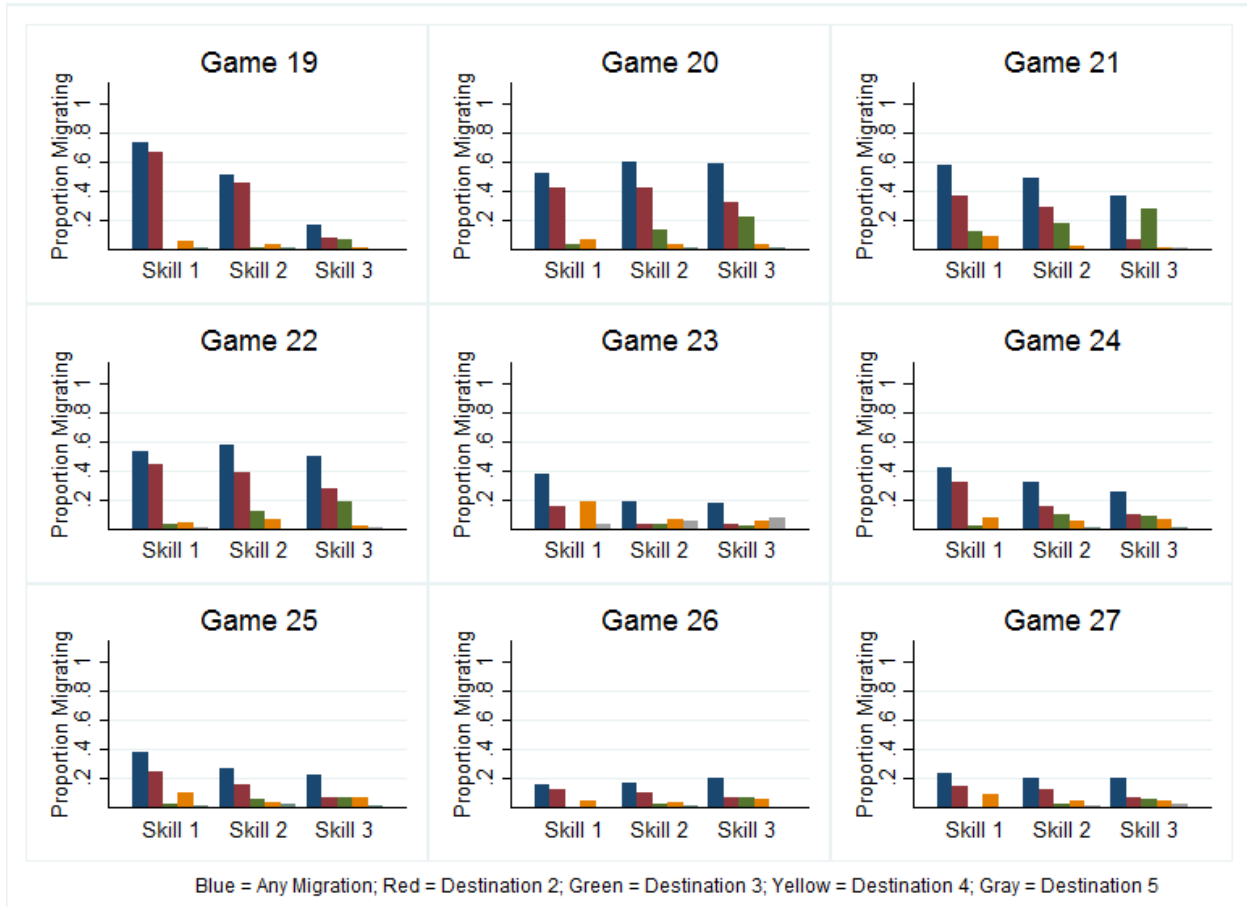 Game 19
Proportion Migrating
.2 .4 .6 .8 1
Skill 1 Skill 2 Skill 3
Game 20
Proportion Migrating
.2 .4 .6 .8 1
Skill 1 Skill 2 Skill 3
Game 21
Proportion Migrating
.2 .4 .6 .8 1
Skill 1 Skill 2 Skill 3
Game 22
Proportion Migrating
.2 .4 .6 .8 1
Skill 1 Skill 2 Skill 3
Game 23
Proportion Migrating
.2 .4 .6 .8 1
Skill 1 Skill 2 Skill 3
Game 24
Proportion Migrating
.2 .4 .6 .8 1
Skill 1 Skill 2 Skill 3
Game 25
Proportion Migrating
.2 .4 .6 .8 1
Skill 1 Skill 2 Skill 3
Game 26
Proportion Migrating
.2 .4 .6 .8 1
Skill 1 Skill 2 Skill 3
Game 27
Proportion Migrating
.2 .4 .6 .8 1
Skill 1 Skill 2 Skill 3
Blue = Any Migration; Red = Destination 2; Green = Destination 3; Yellow = Destination 4; Gray = Destination 5